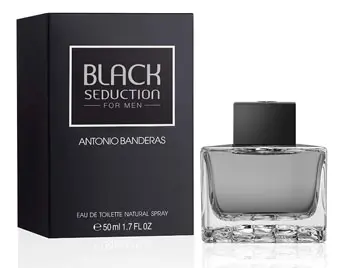 BLACK
SEDUCTION
FOR MEN
ANTONIO BANDERAS
EAU DE TOILETTE NATURAL SPRAY
℮ 50 ml 1.7 FL OZ